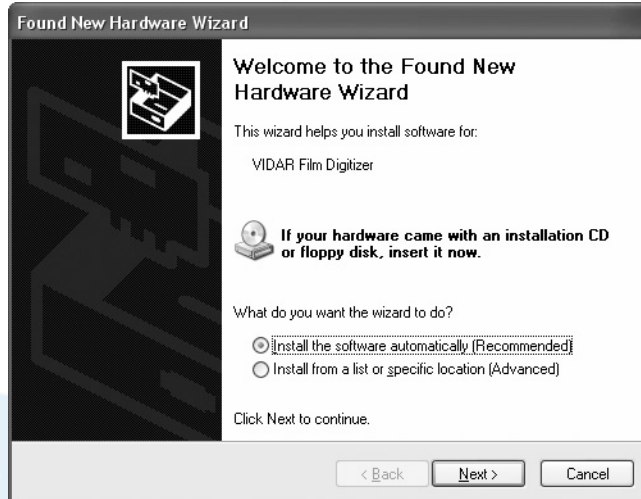 Found New Hardware Wizard
Welcome to the Found New
Hardware Wizard
This wizard helps you install software for:
VIDAR Film Digitizer
If your hardware came with an installation CD
or floppy disk, insert it now.
What do you want the wizard to do?
Install the software automatically (Recommended)
Install from a list or specific location (Advanced)
Click Next to continue.
< Back
Next >
Cancel